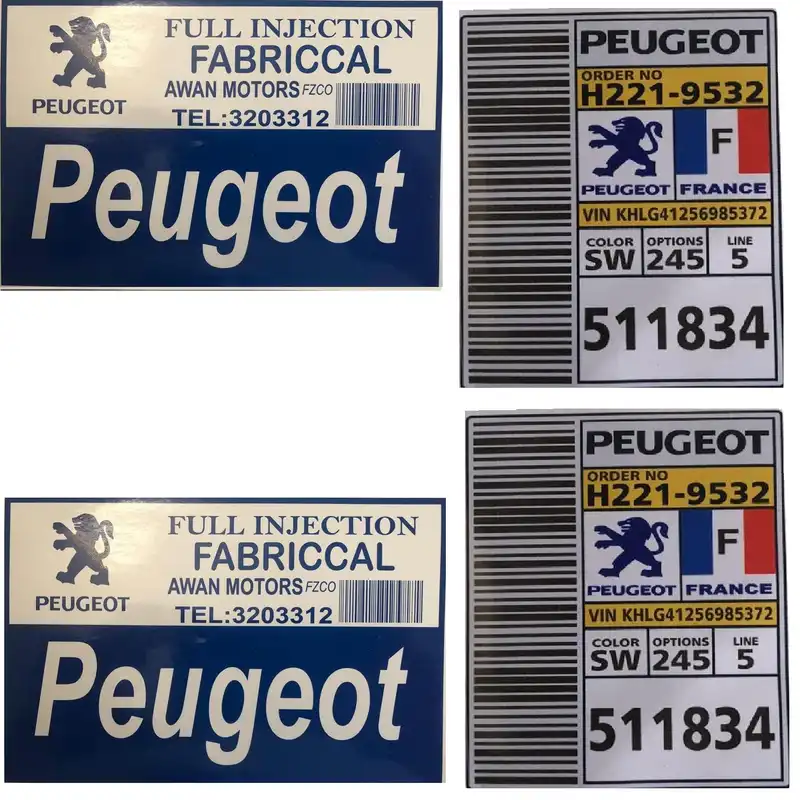 FULL INJECTION
FABRICCAL
AWAN MOTORS FZCO
TEL:3203312
PEUGEOT
Peugeot
PEUGEOT
ORDER NO
H221-9532
F
PEUGEOT FRANCE
VIN KHLG41256985372
COLOR OPTIONS LINE
SW 245 5
511834
FULL INJECTION
FABRICCAL
AWAN MOTORS FZCO
TEL:3203312
PEUGEOT
Peugeot
PEUGEOT
ORDER NO
H221-9532
F
PEUGEOT FRANCE
VIN KHLG41256985372
COLOR OPTIONS LINE
SW 245 5
511834